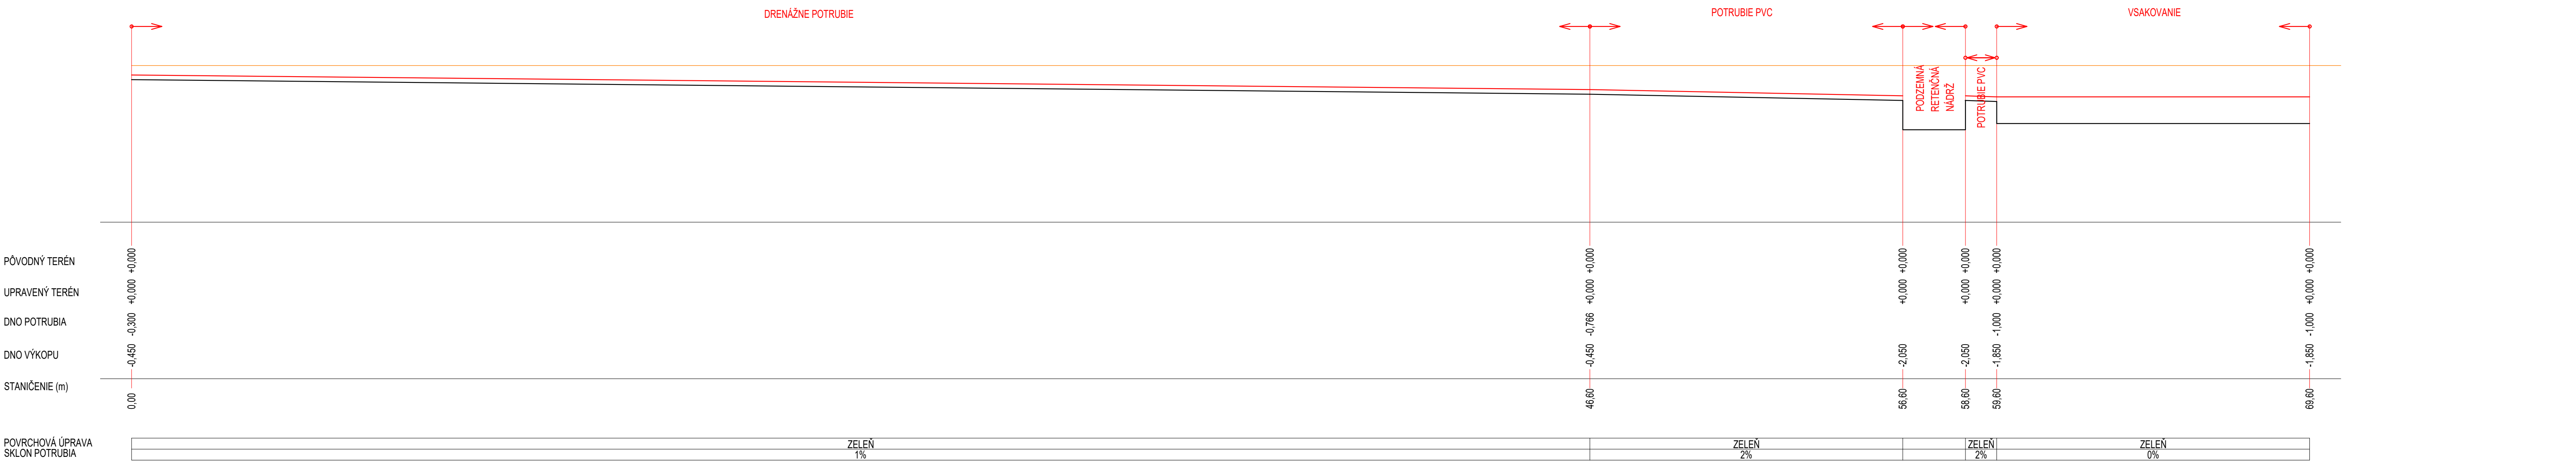 DRENÁŽNE POTRUBIE
POTRUBIE PVC
VSAKOVANIE
PODZEMNÁ
RETENČNÁ
NÁDRŽ
POTRUBIE PVC
PÔVODNÝ TERÉN +0,000 +0,000 +0,000 +0,000 +0,000 +0,000
UPRAVENÝ TERÉN +0,000 +0,000 +0,000 +0,000 +0,000 +0,000
DNO POTRUBIA -0,300 -0,766 -1,000 -1,000
DNO VÝKOPU -0,450 -0,450 -2,050 -2,050 -1,850 -1,850
STANIČENIE (m) 0,00 46,60 56,60 58,60 59,60 69,60
POVRCHOVÁ ÚPRAVA ZELEŇ ZELEŇ ZELEŇ ZELEŇ
SKLON POTRUBIA 1% 2% 2% 0%